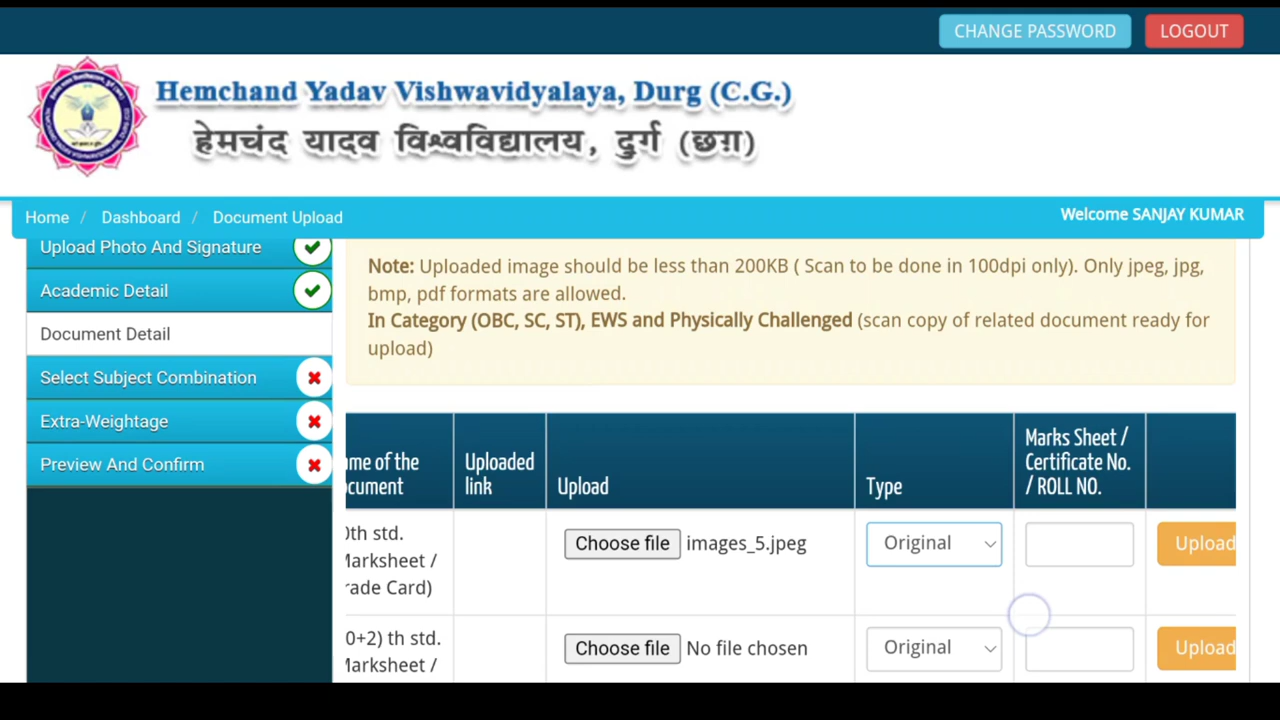 CHANGE PASSWORD
LOGOUT
Hemchand Yadav Vishwavidyalaya, Durg (C.G.)
हेमचंद यादव विश्वविद्यालय, दुर्ग (छग़)
Home / Dashboard / Document Upload
Welcome SANJAY KUMAR
Upload Photo And Signature
Academic Detail
Document Detail
Select Subject Combination
Extra-Weightage
Preview And Confirm
Note: Uploaded image should be less than 200KB ( Scan to be done in 100dpi only). Only jpeg, jpg,
bmp, pdf formats are allowed.
In Category (OBC, SC, ST), EWS and Physically Challenged (scan copy of related document ready for
upload)
me of the
cument
Uploaded
link
Upload
Type
Marks Sheet /
Certificate No.
/ ROLL NO.
0th std.
Marksheet /
rade Card)
Choose file images_5.jpeg
Original
Upload
0+2) th std.
Marksheet /
Choose file No file chosen
Original
Upload